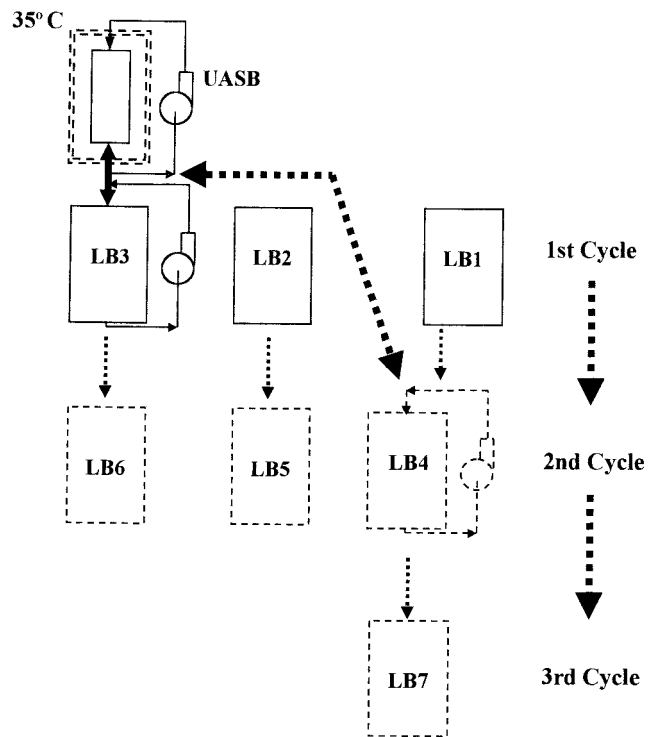 35° C
UASB
LB3
LB2
LB1
1st Cycle
LB6
LB5
LB4
2nd Cycle
LB7
3rd Cycle